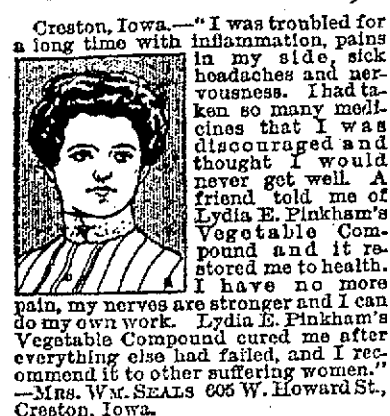 Creston, Iowa.—"I was troubled for
a long time with inflammation, pains
in my side, sick
headaches and ner-
vousness. I had ta-
ken so many medi-
cines that I was
discouraged and
thought I would
never get well. A
friend told me of
Lydia E. Pinkham's
Vegetable Com-
pound and it re-
stored me to health.
I have no more
pain, my nerves are stronger and I can
do my own work. Lydia E. Pinkham's
Vegetable Compound cured me after
everything else had failed, and I rec-
ommend it to other suffering women."
—MRS. WM. SEALS 605 W. Howard St.,
Creston, Iowa.